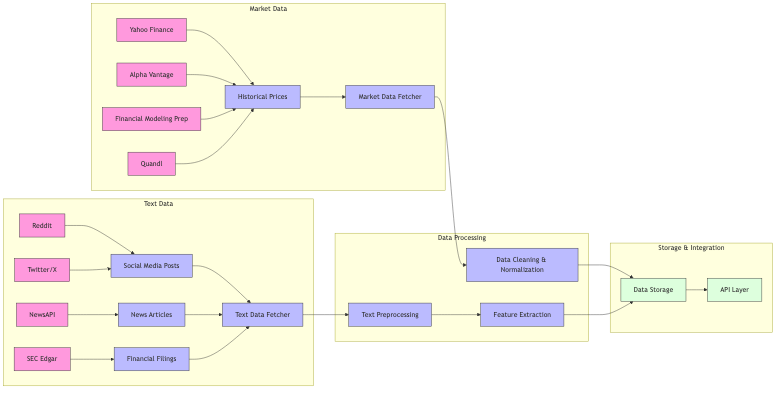 Market Data
Yahoo Finance
Alpha Vantage
Historical Prices
Market Data Fetcher
Financial Modeling Prep
Quandl
Text Data
Reddit
Social Media Posts
Twitter/X
NewsAPI
News Articles
Text Data Fetcher
SEC Edgar
Financial Filings
Data Processing
Data Cleaning &
Normalization
Text Preprocessing
Feature Extraction
Storage & Integration
Data Storage
API Layer